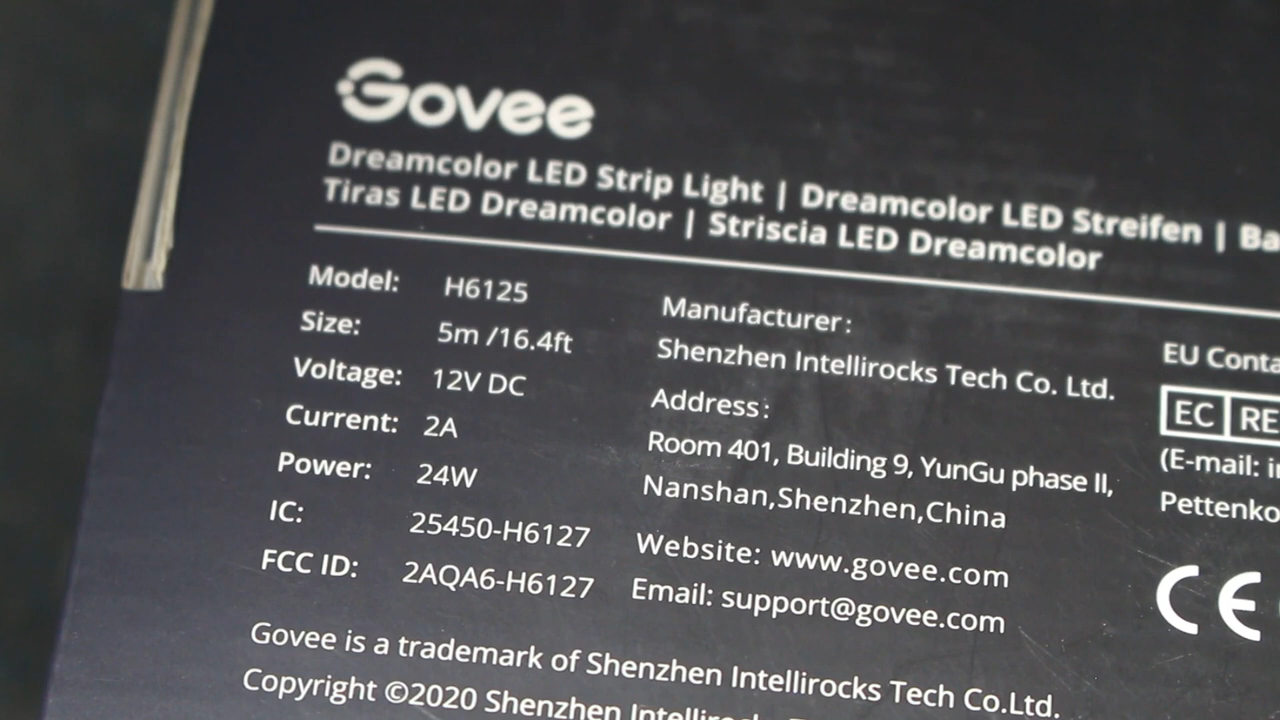 Govee
Dreamcolor LED Strip Light | Dreamcolor LED Streifen |
Tiras LED Dreamcolor | Striscia LED Dreamcolor
Model: H6125
Size: 5m /16.4ft
Voltage: 12V DC
Current: 2A
Power: 24W
IC: 25450-H6127
FCC ID: 2AQA6-H6127
Manufacturer:
Shenzhen Intellirocks Tech Co. Ltd.
Address:
Room 401, Building 9, YunGu phase II,
Nanshan,Shenzhen,China
Website: www.govee.com
Email: support@govee.com
EU
EC
(E-mail:
CE
Govee is a trademark of Shenzhen Intellirocks Tech Co.Ltd.
Copyright ©2020 Shenzhen